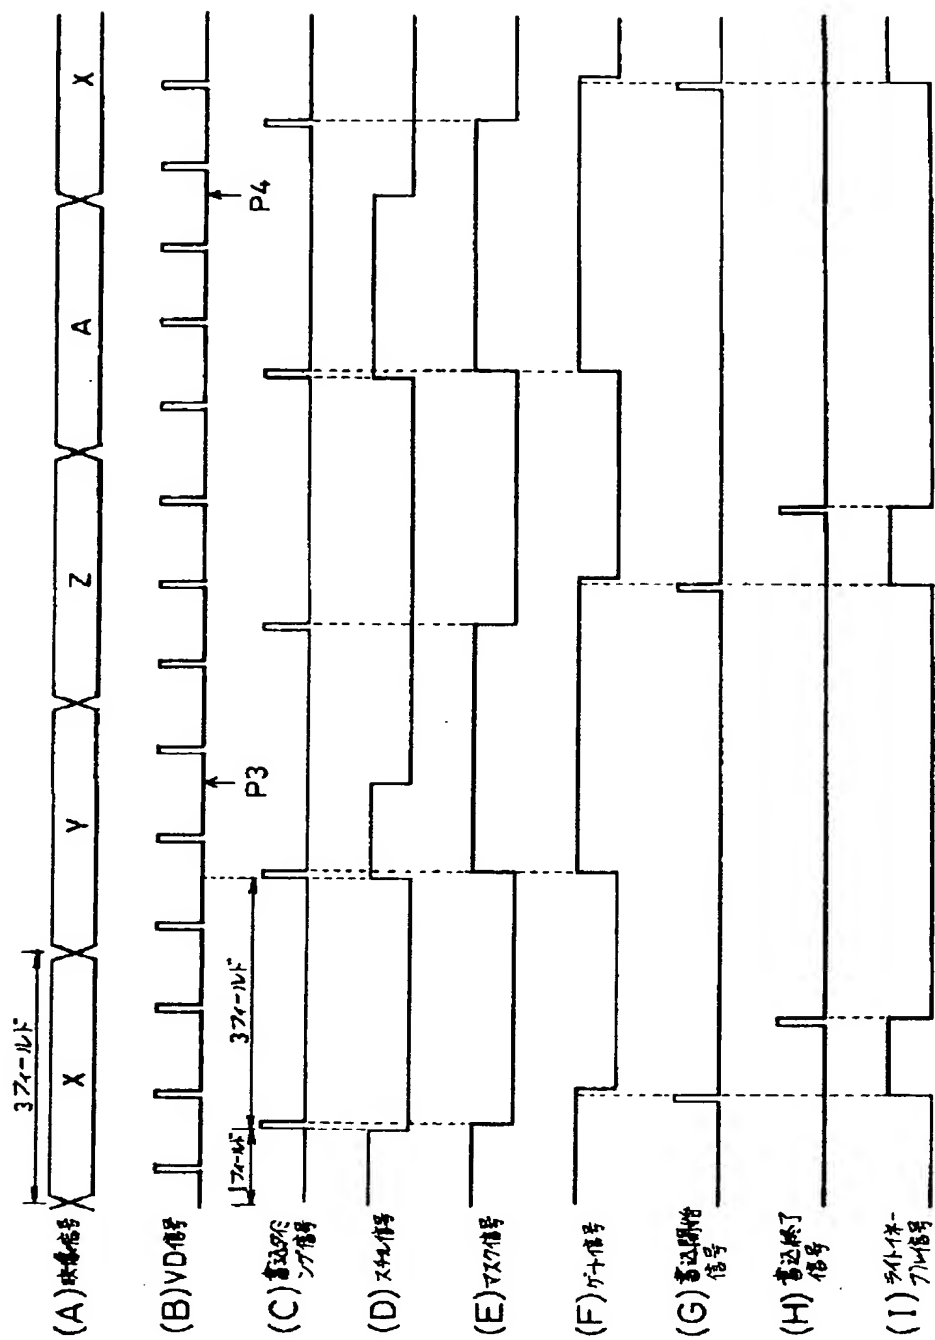 (A)映像信号
X
Y
Z
A
X
3フィールド
(B)VD信号
P3
P4
(C)書込タイミ
ング信号
1フィールド
3フィールド
(D)スチル信号
(E)マスク信号
(F)ゲート信号
(G)書込開始
信号
(H)書込終了
信号
(I)ライトイネー
ブル信号